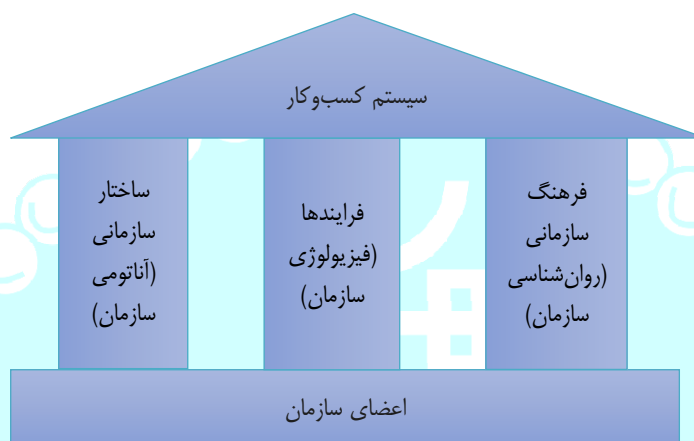 سیستم کسب‌وکار
فرهنگ
سازمانی
(روان‌شناسی
سازمان)
فرایندها
(فیزیولوژی
سازمان)
ساختار
سازمانی
(آناتومی
سازمان)
اعضای سازمان